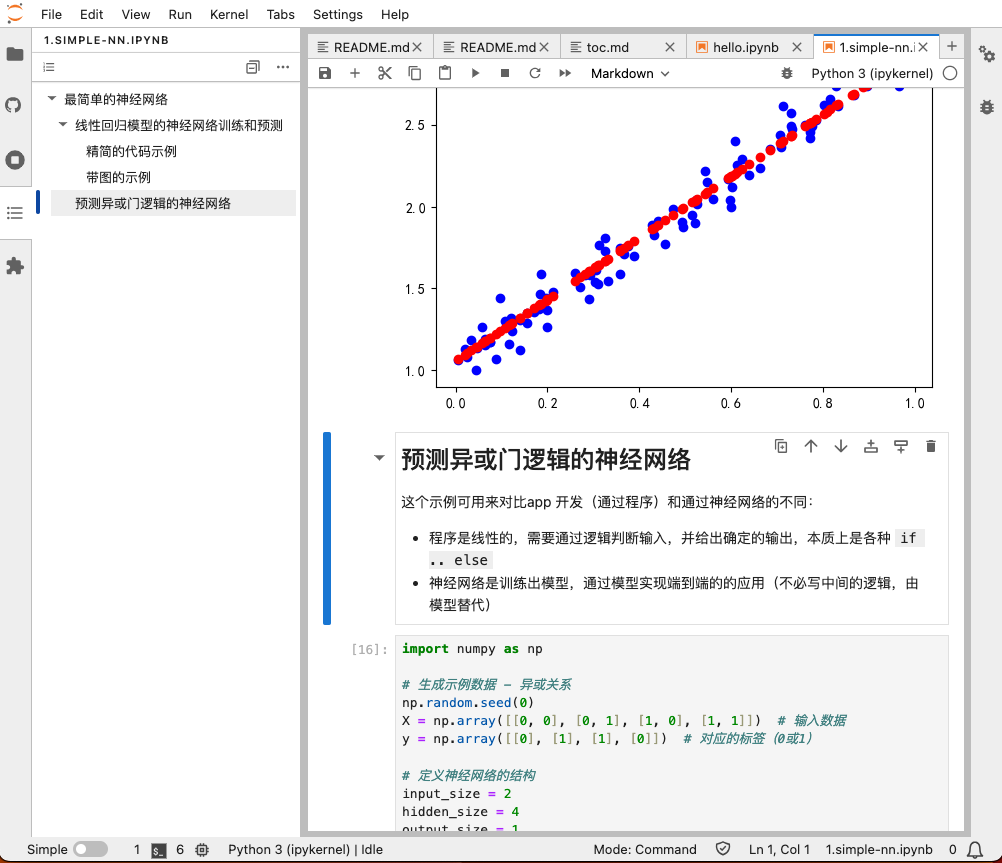 File Edit View Run Kernel Tabs Settings Help
1.SIMPLE-NN.IPYNB
最简单的神经网络
线性回归模型的神经网络训练和预测
精简的代码示例
带图的示例
预测异或门逻辑的神经网络
README.md README.md toc.md hello.ipynb 1.simple-nn.i
Markdown Python 3 (ipykernel)
2.5
2.0
1.5
1.0
0.0 0.2 0.4 0.6 0.8 1.0
预测异或门逻辑的神经网络
这个示例可用来对比app 开发（通过程序）和通过神经网络的不同：
• 程序是线性的，需要通过逻辑判断输入，并给出确定的输出，本质上是各种 if
.. else
• 神经网络是训练出模型，通过模型实现端到端的的应用（不必写中间的逻辑，由
模型替代）
[16]: import numpy as np
# 生成示例数据 - 异或关系
np.random.seed(0)
X = np.array([[0, 0], [0, 1], [1, 0], [1, 1]]) # 输入数据
y = np.array([[0], [1], [1], [0]]) # 对应的标签（0或1）
# 定义神经网络的结构
input_size = 2
hidden_size = 4
output_size = 1
Simple 1 $_ 6 Python 3 (ipykernel) | Idle Mode: Command Ln 1, Col 1 1.simple-nn.ipynb 0